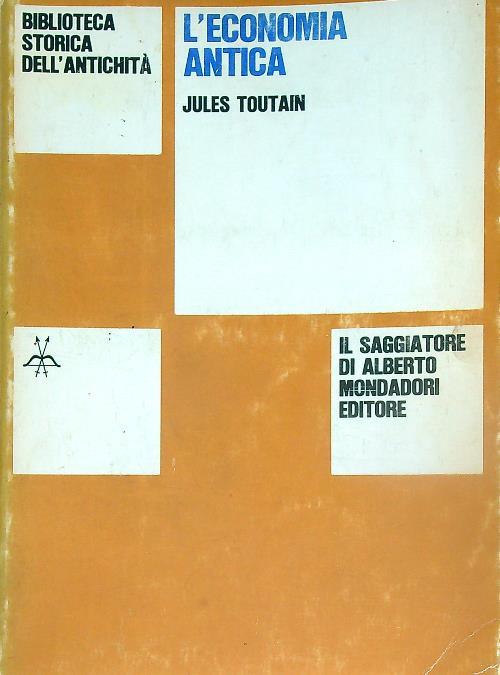 BIBLIOTECA
STORICA
DELL'ANTICHITÀ
L'ECONOMIA
ANTICA
JULES TOUTAIN
IL SAGGIATORE
DI ALBERTO
MONDADORI
EDITORE